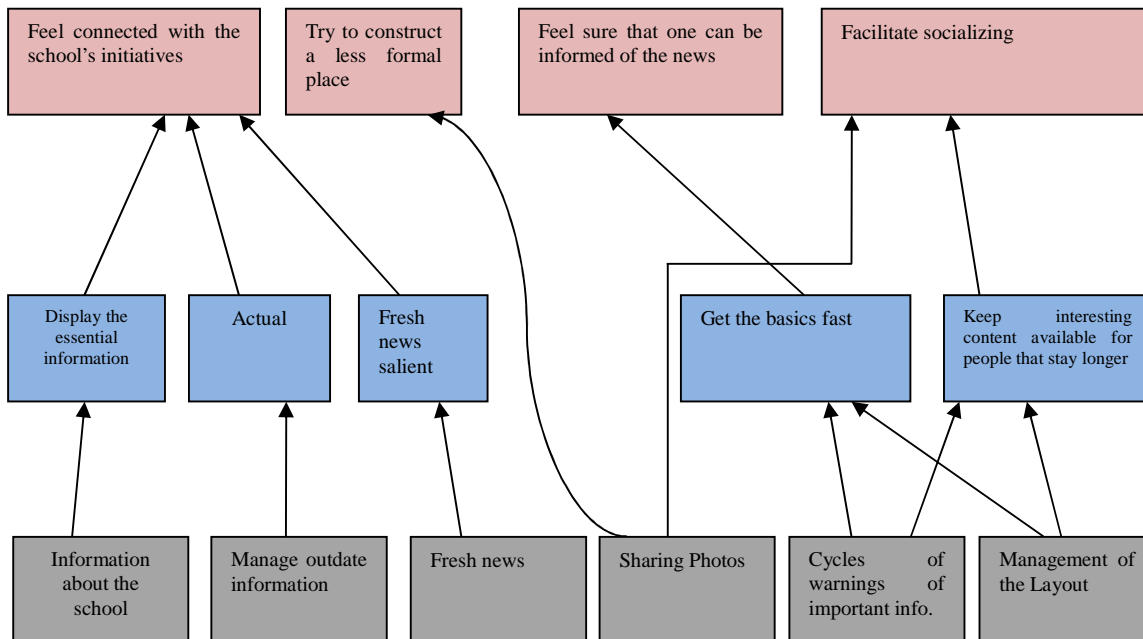 Feel connected with the
school's initiatives
Try to construct
a less formal
place
Feel sure that one can be
informed of the news
Facilitate socializing
Display the
essential
information
Actual
Fresh
news
salient
Get the basics fast
Keep interesting
content available for
people that stay longer
Information
about the
school
Manage outdate
information
Fresh news
Sharing Photos
Cycles of
warnings of
important info.
Management of
the Layout